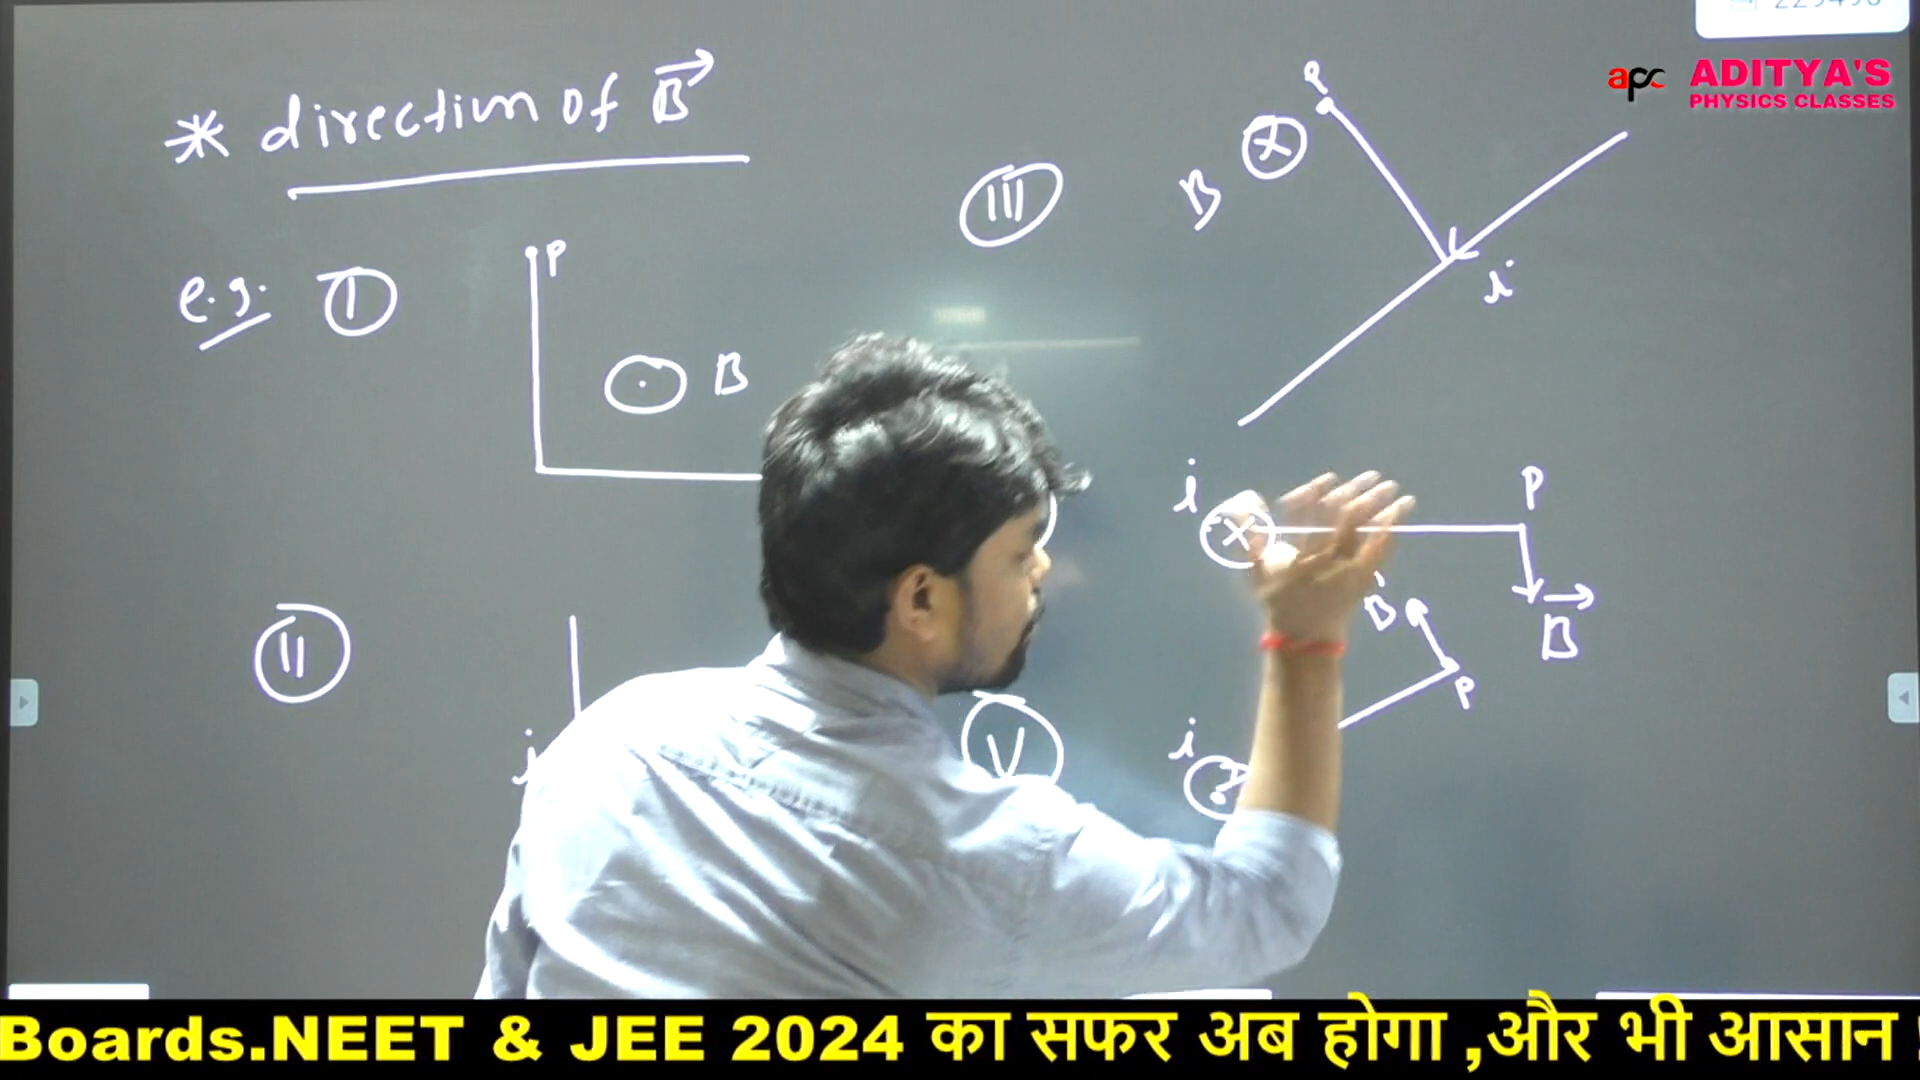 * direction of B
e.g. I
P
B
II
i
III
P
X
B
i
i
X
P
B
B
P
V
i
apc ADITYA'S
PHYSICS CLASSES
Boards.NEET & JEE 2024 का सफर अब होगा ,और भी आसान